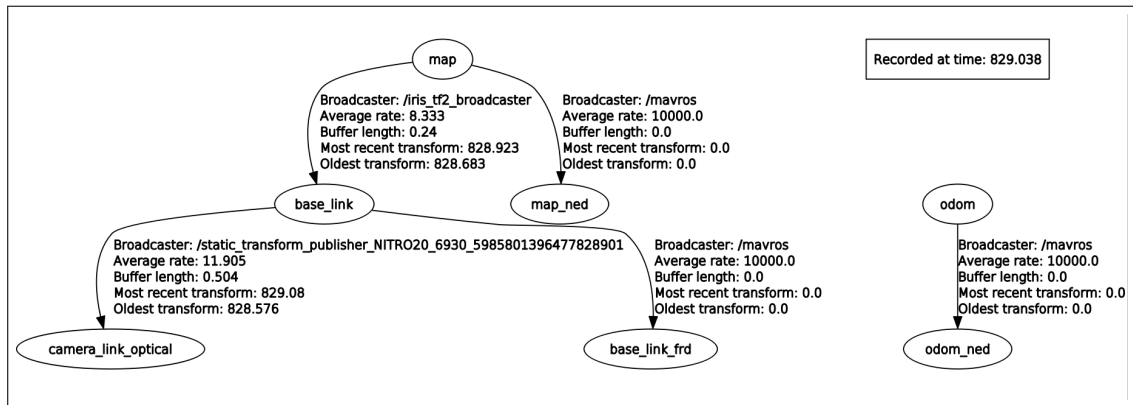 map
Recorded at time: 829.038
Broadcaster: /iris_tf2_broadcaster
Average rate: 8.333
Buffer length: 0.24
Most recent transform: 828.923
Oldest transform: 828.683
Broadcaster: /mavros
Average rate: 10000.0
Buffer length: 0.0
Most recent transform: 0.0
Oldest transform: 0.0
base_link
map_ned
odom
Broadcaster: /static_transform_publisher_NITRO20_6930_5985801396477828901
Average rate: 11.905
Buffer length: 0.504
Most recent transform: 829.08
Oldest transform: 828.576
Broadcaster: /mavros
Average rate: 10000.0
Buffer length: 0.0
Most recent transform: 0.0
Oldest transform: 0.0
Broadcaster: /mavros
Average rate: 10000.0
Buffer length: 0.0
Most recent transform: 0.0
Oldest transform: 0.0
camera_link_optical
base_link_frd
odom_ned